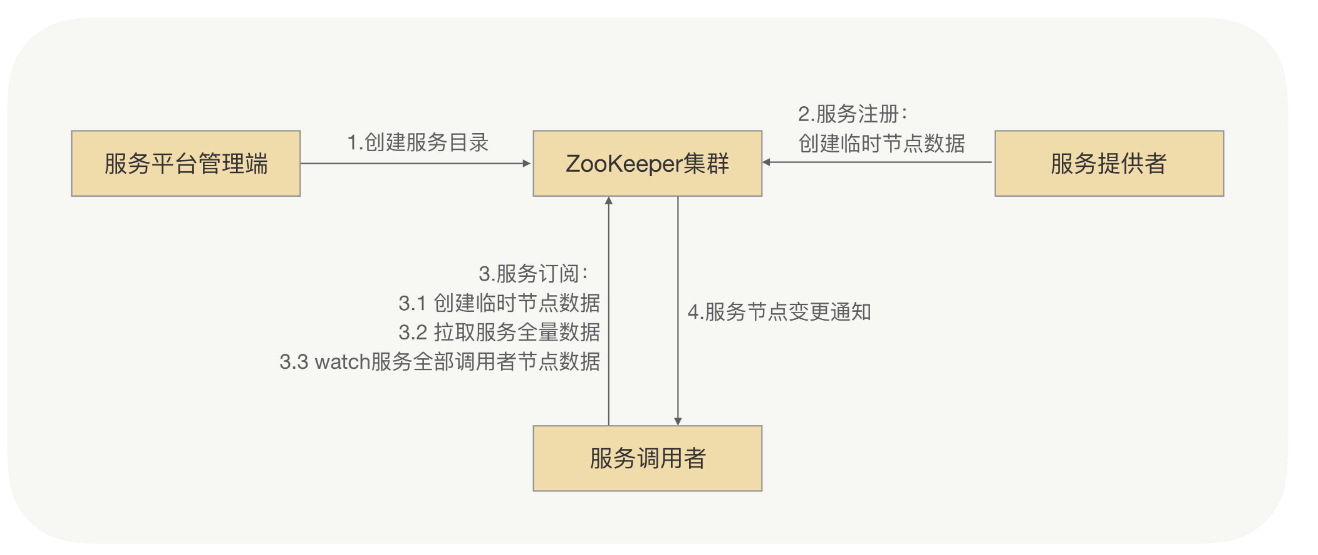 2.服务注册：
创建临时节点数据
1.创建服务目录
服务平台管理端
ZooKeeper集群
服务提供者
3.服务订阅：
3.1 创建临时节点数据
3.2 拉取服务全量数据
3.3 watch服务全部调用者节点数据
4.服务节点变更通知
服务调用者